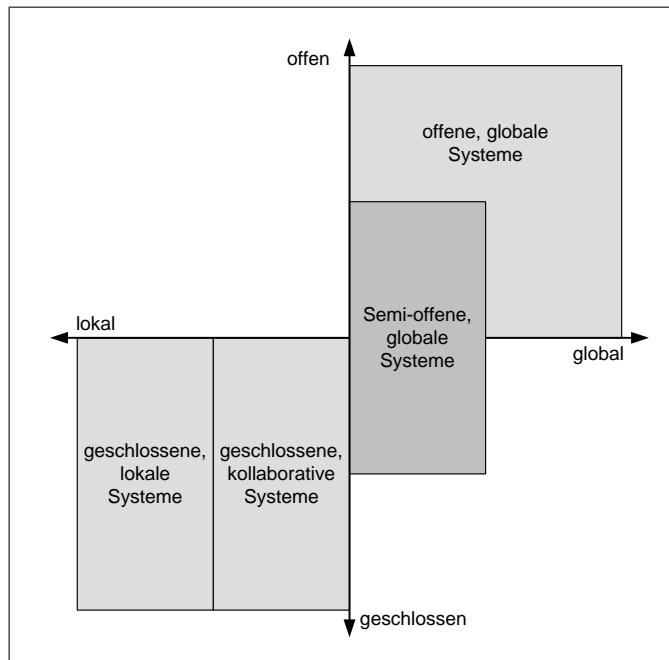 offen
offene, globale
Systeme
lokal
Semi-offene,
globale
Systeme
global
geschlossene,
lokale
Systeme
geschlossene,
kollaborative
Systeme
geschlossen